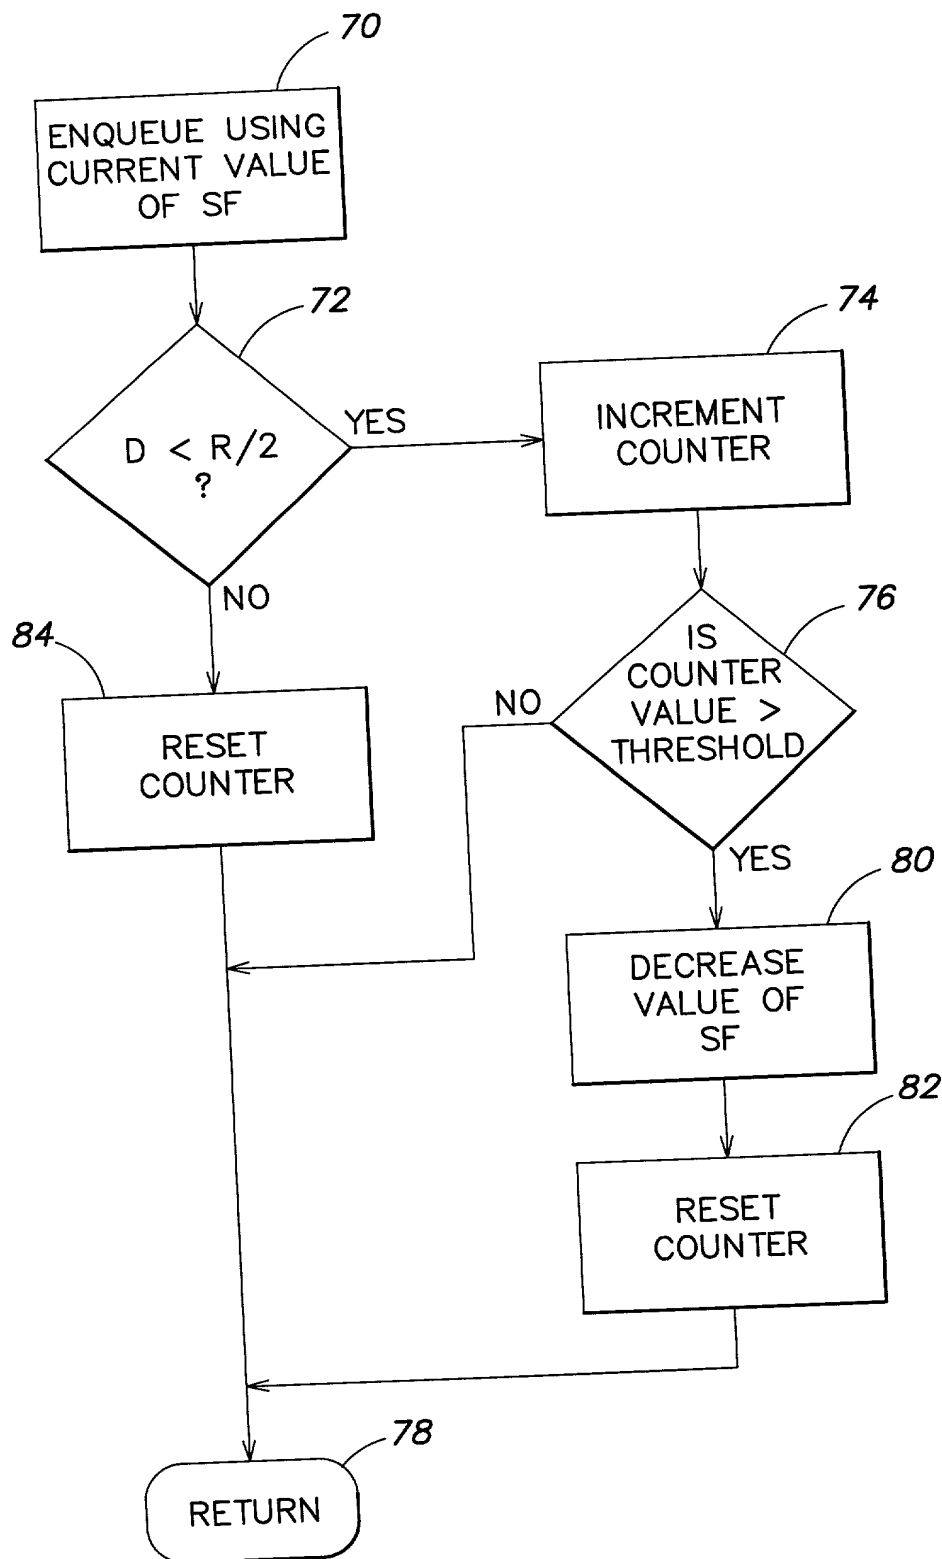 70
ENQUEUE USING
CURRENT VALUE
OF SF
72
D < R/2
?
YES
74
INCREMENT
COUNTER
NO
76
IS
COUNTER
VALUE >
THRESHOLD
NO
YES
84
RESET
COUNTER
80
DECREASE
VALUE OF
SF
82
RESET
COUNTER
78
RETURN